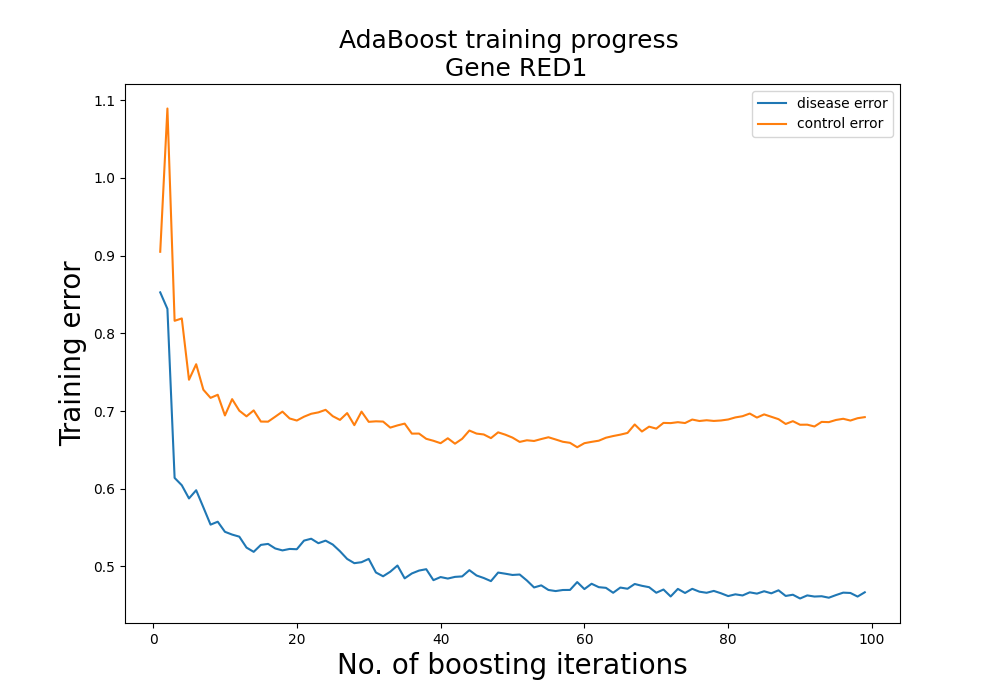 AdaBoost training progress
Gene RED1
disease error
control error
Training error
1.1
1.0
0.9
0.8
0.7
0.6
0.5
0 20 40 60 80 100
No. of boosting iterations